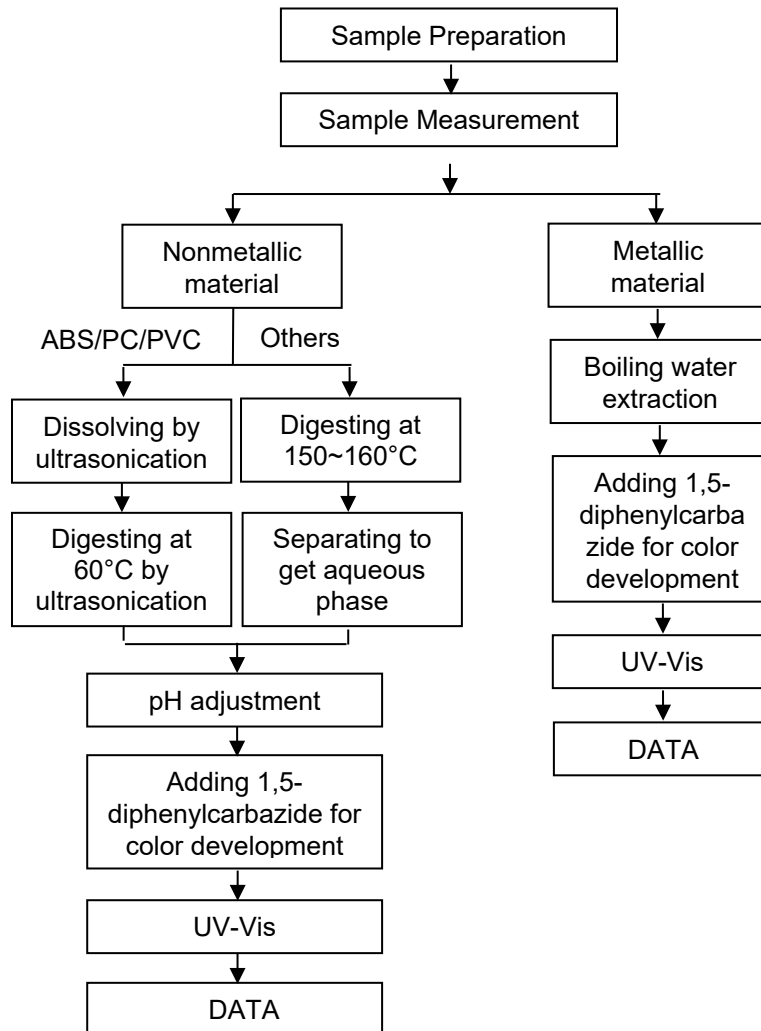 Sample Preparation
Sample Measurement
Nonmetallic
material
Metallic
material
ABS/PC/PVC
Others
Boiling water
extraction
Dissolving by
ultrasonication
Digesting at
150~160°C
Adding 1,5-
diphenylcarba
zide for color
development
Digesting at
60°C by
ultrasonication
Separating to
get aqueous
phase
UV-Vis
pH adjustment
DATA
Adding 1,5-
diphenylcarbazide for
color development
UV-Vis
DATA